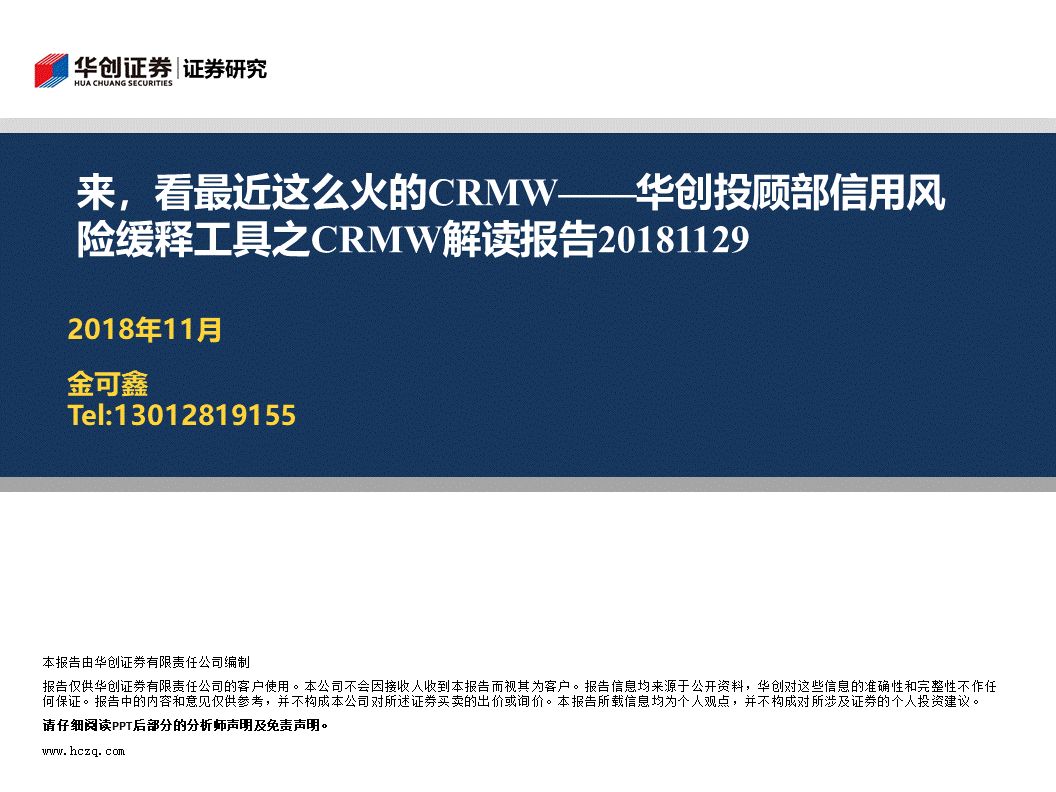 华创证券 | 证券研究
HUA CHUANG SECURITIES
来，看最近这么火的CRMW——华创投顾部信用风
险缓释工具之CRMW解读报告20181129
2018年11月
金可鑫
Tel:13012819155
本报告由华创证券有限责任公司编制
报告仅供华创证券有限责任公司的客户使用。本公司不会因接收人收到本报告而视其为客户。报告信息均来源于公开资料，华创对这些信息的准确性和完整性不作任
何保证。报告中的内容和意见仅供参考，并不构成本公司对所述证券买卖的出价或询价。本报告所载信息均为个人观点，并不构成对所涉及证券的个人投资建议。
请仔细阅读PPT后部分的分析师声明及免责声明。
www.hczq.com